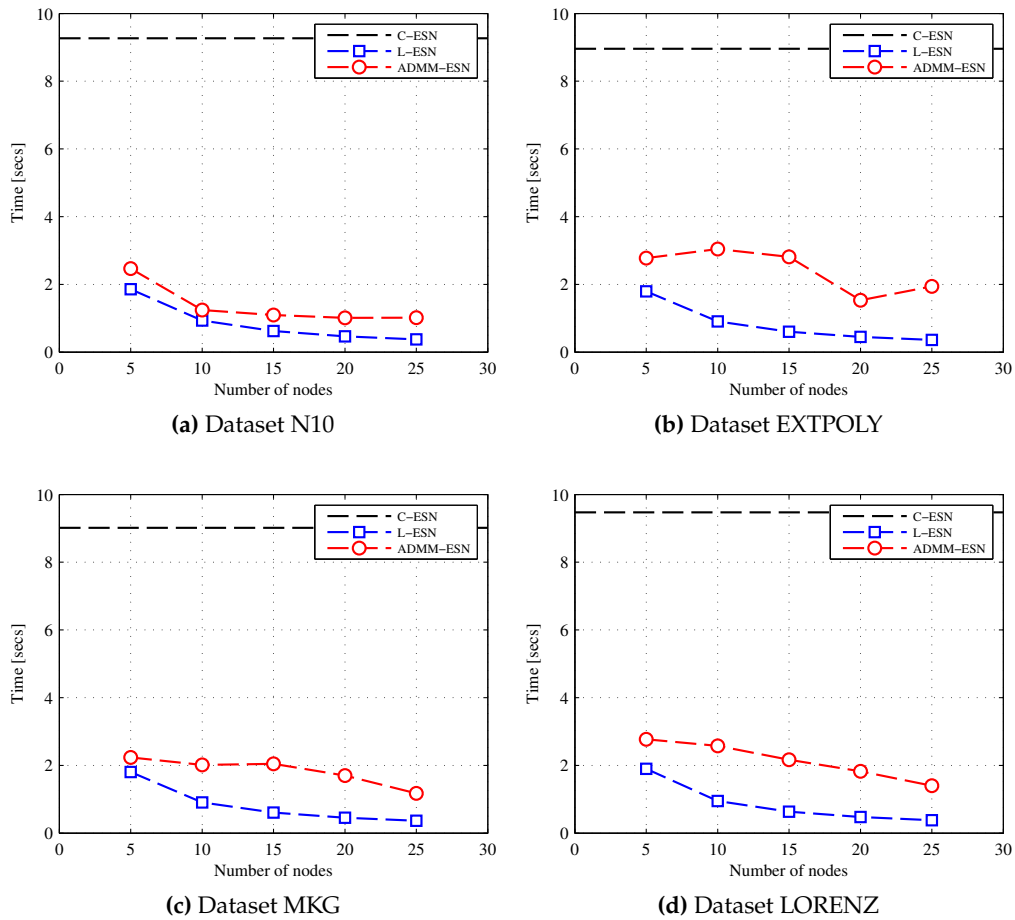 10
8
6
4
2
0
Time [secs]
C−ESN
L−ESN
ADMM−ESN
0 5 10 15 20 25 30
Number of nodes
(a) Dataset N10
10
8
6
4
2
0
Time [secs]
C−ESN
L−ESN
ADMM−ESN
0 5 10 15 20 25 30
Number of nodes
(b) Dataset EXTPOLY
10
8
6
4
2
0
Time [secs]
C−ESN
L−ESN
ADMM−ESN
0 5 10 15 20 25 30
Number of nodes
(c) Dataset MKG
10
8
6
4
2
0
Time [secs]
C−ESN
L−ESN
ADMM−ESN
0 5 10 15 20 25 30
Number of nodes
(d) Dataset LORENZ